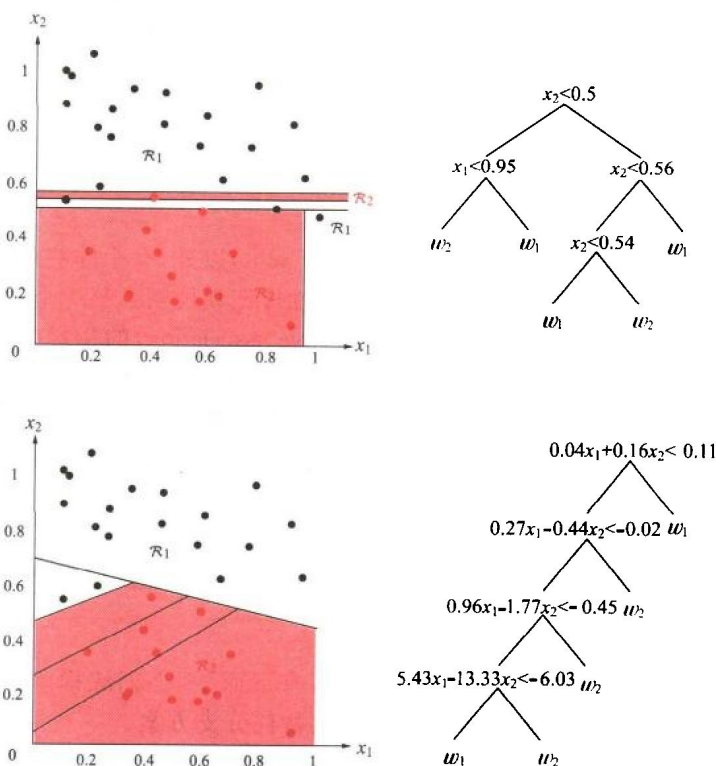 x₂
1
0.8
0.6
0.4
0.2
0
0.2
0.4
0.6
0.8
1
x₁
R₁
R₂
R₁
R₂
x₂<0.5
x₁<0.95
x₂<0.56
w₂
w₁
x₂<0.54
w₁
w₁
w₂
x₂
1
0.8
0.6
0.4
0.2
0
0.2
0.4
0.6
0.8
1
x₁
R₁
R₂
0.04x₁+0.16x₂< 0.11
0.27x₁-0.44x₂<-0.02
w₁
0.96x₁-1.77x₂<-0.45
w₂
5.43x₁-13.33x₂<-6.03
w₂
w₁
w₂